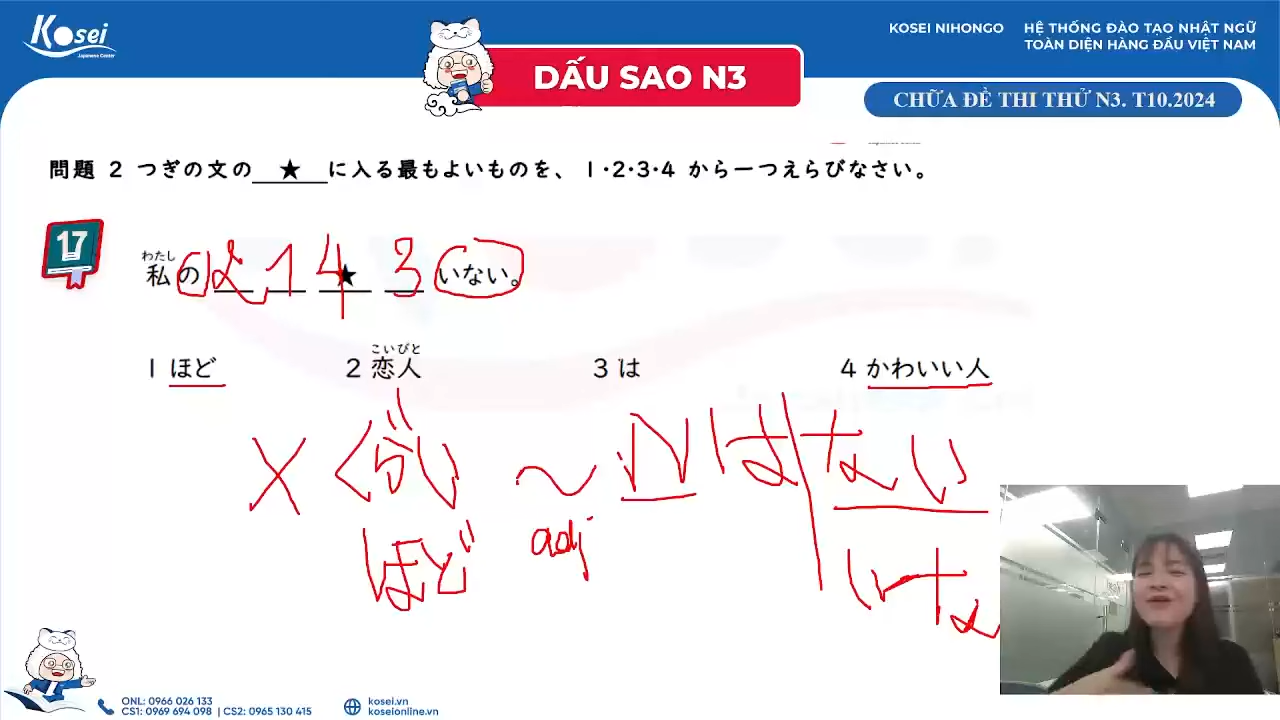 Kosei
Japanese Center
KOSEI NIHONGO
HỆ THỐNG ĐÀO TẠO NHẬT NGỮ
TOÀN DIỆN HÀNG ĐẦU VIỆT NAM
DẤU SAO N3
CHỮA ĐỀ THI THỬ N3. T10.2024
問題 2 つぎの文の ★ に入る最もよいものを、1・2・3・4 から一つえらびなさい。
17
わたし
私の 2 1 4 ★ 3 いない。
こいびと
1 ほど 2 恋人 3 は 4 かわいい人
X くらい ~ N は ない
ほど adj いな
ONL: 0966 026 133
CS1: 0969 694 098 | CS2: 0965 130 415
kosei.vn
koseionline.vn